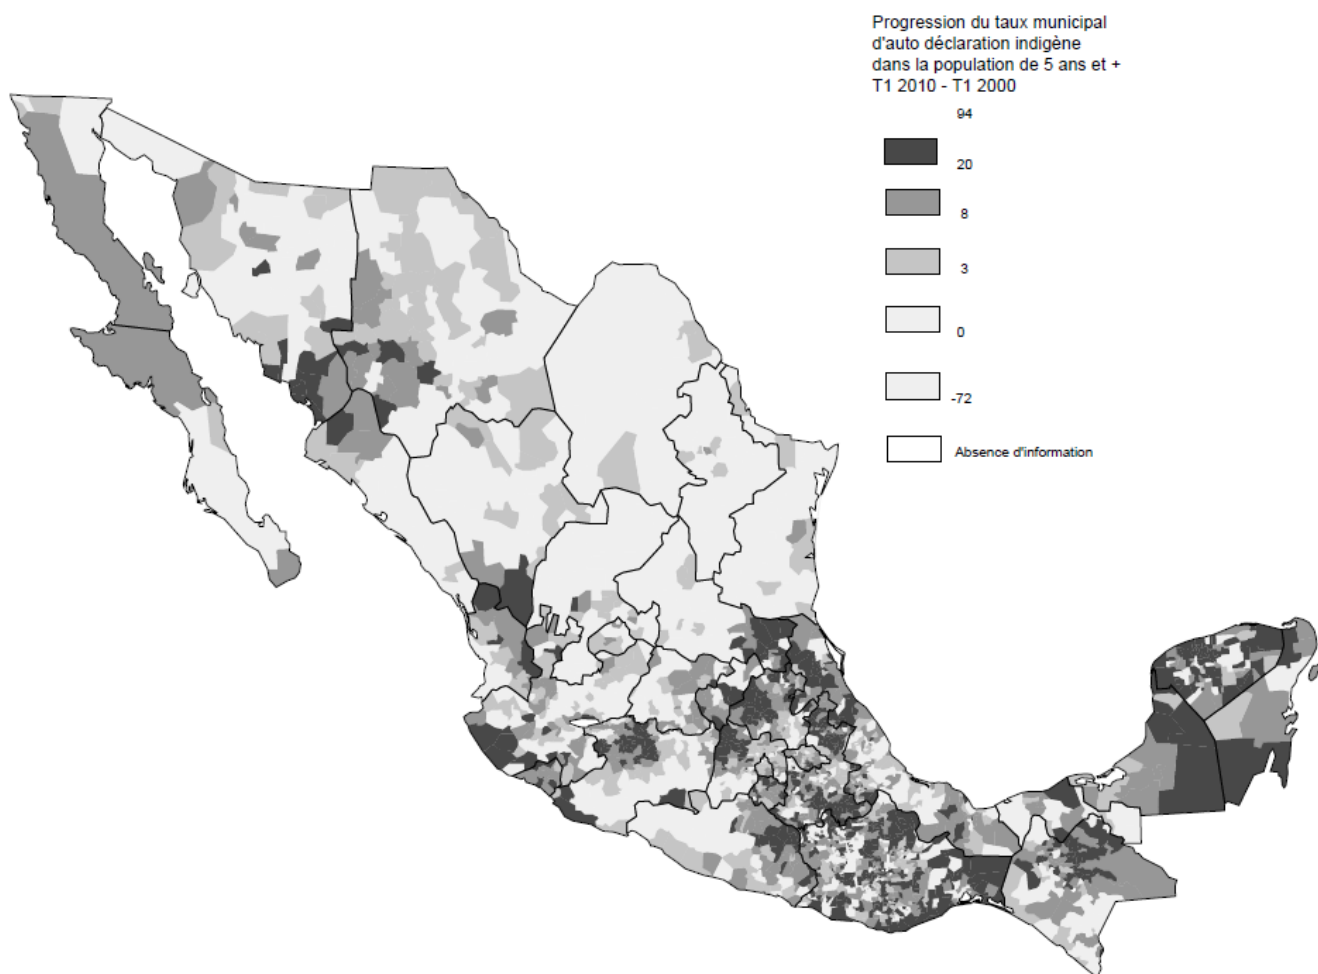 Progression du taux municipal
d'auto déclaration indigène
dans la population de 5 ans et +
T1 2010 - T1 2000
94
20
8
3
0
-72
Absence d'information